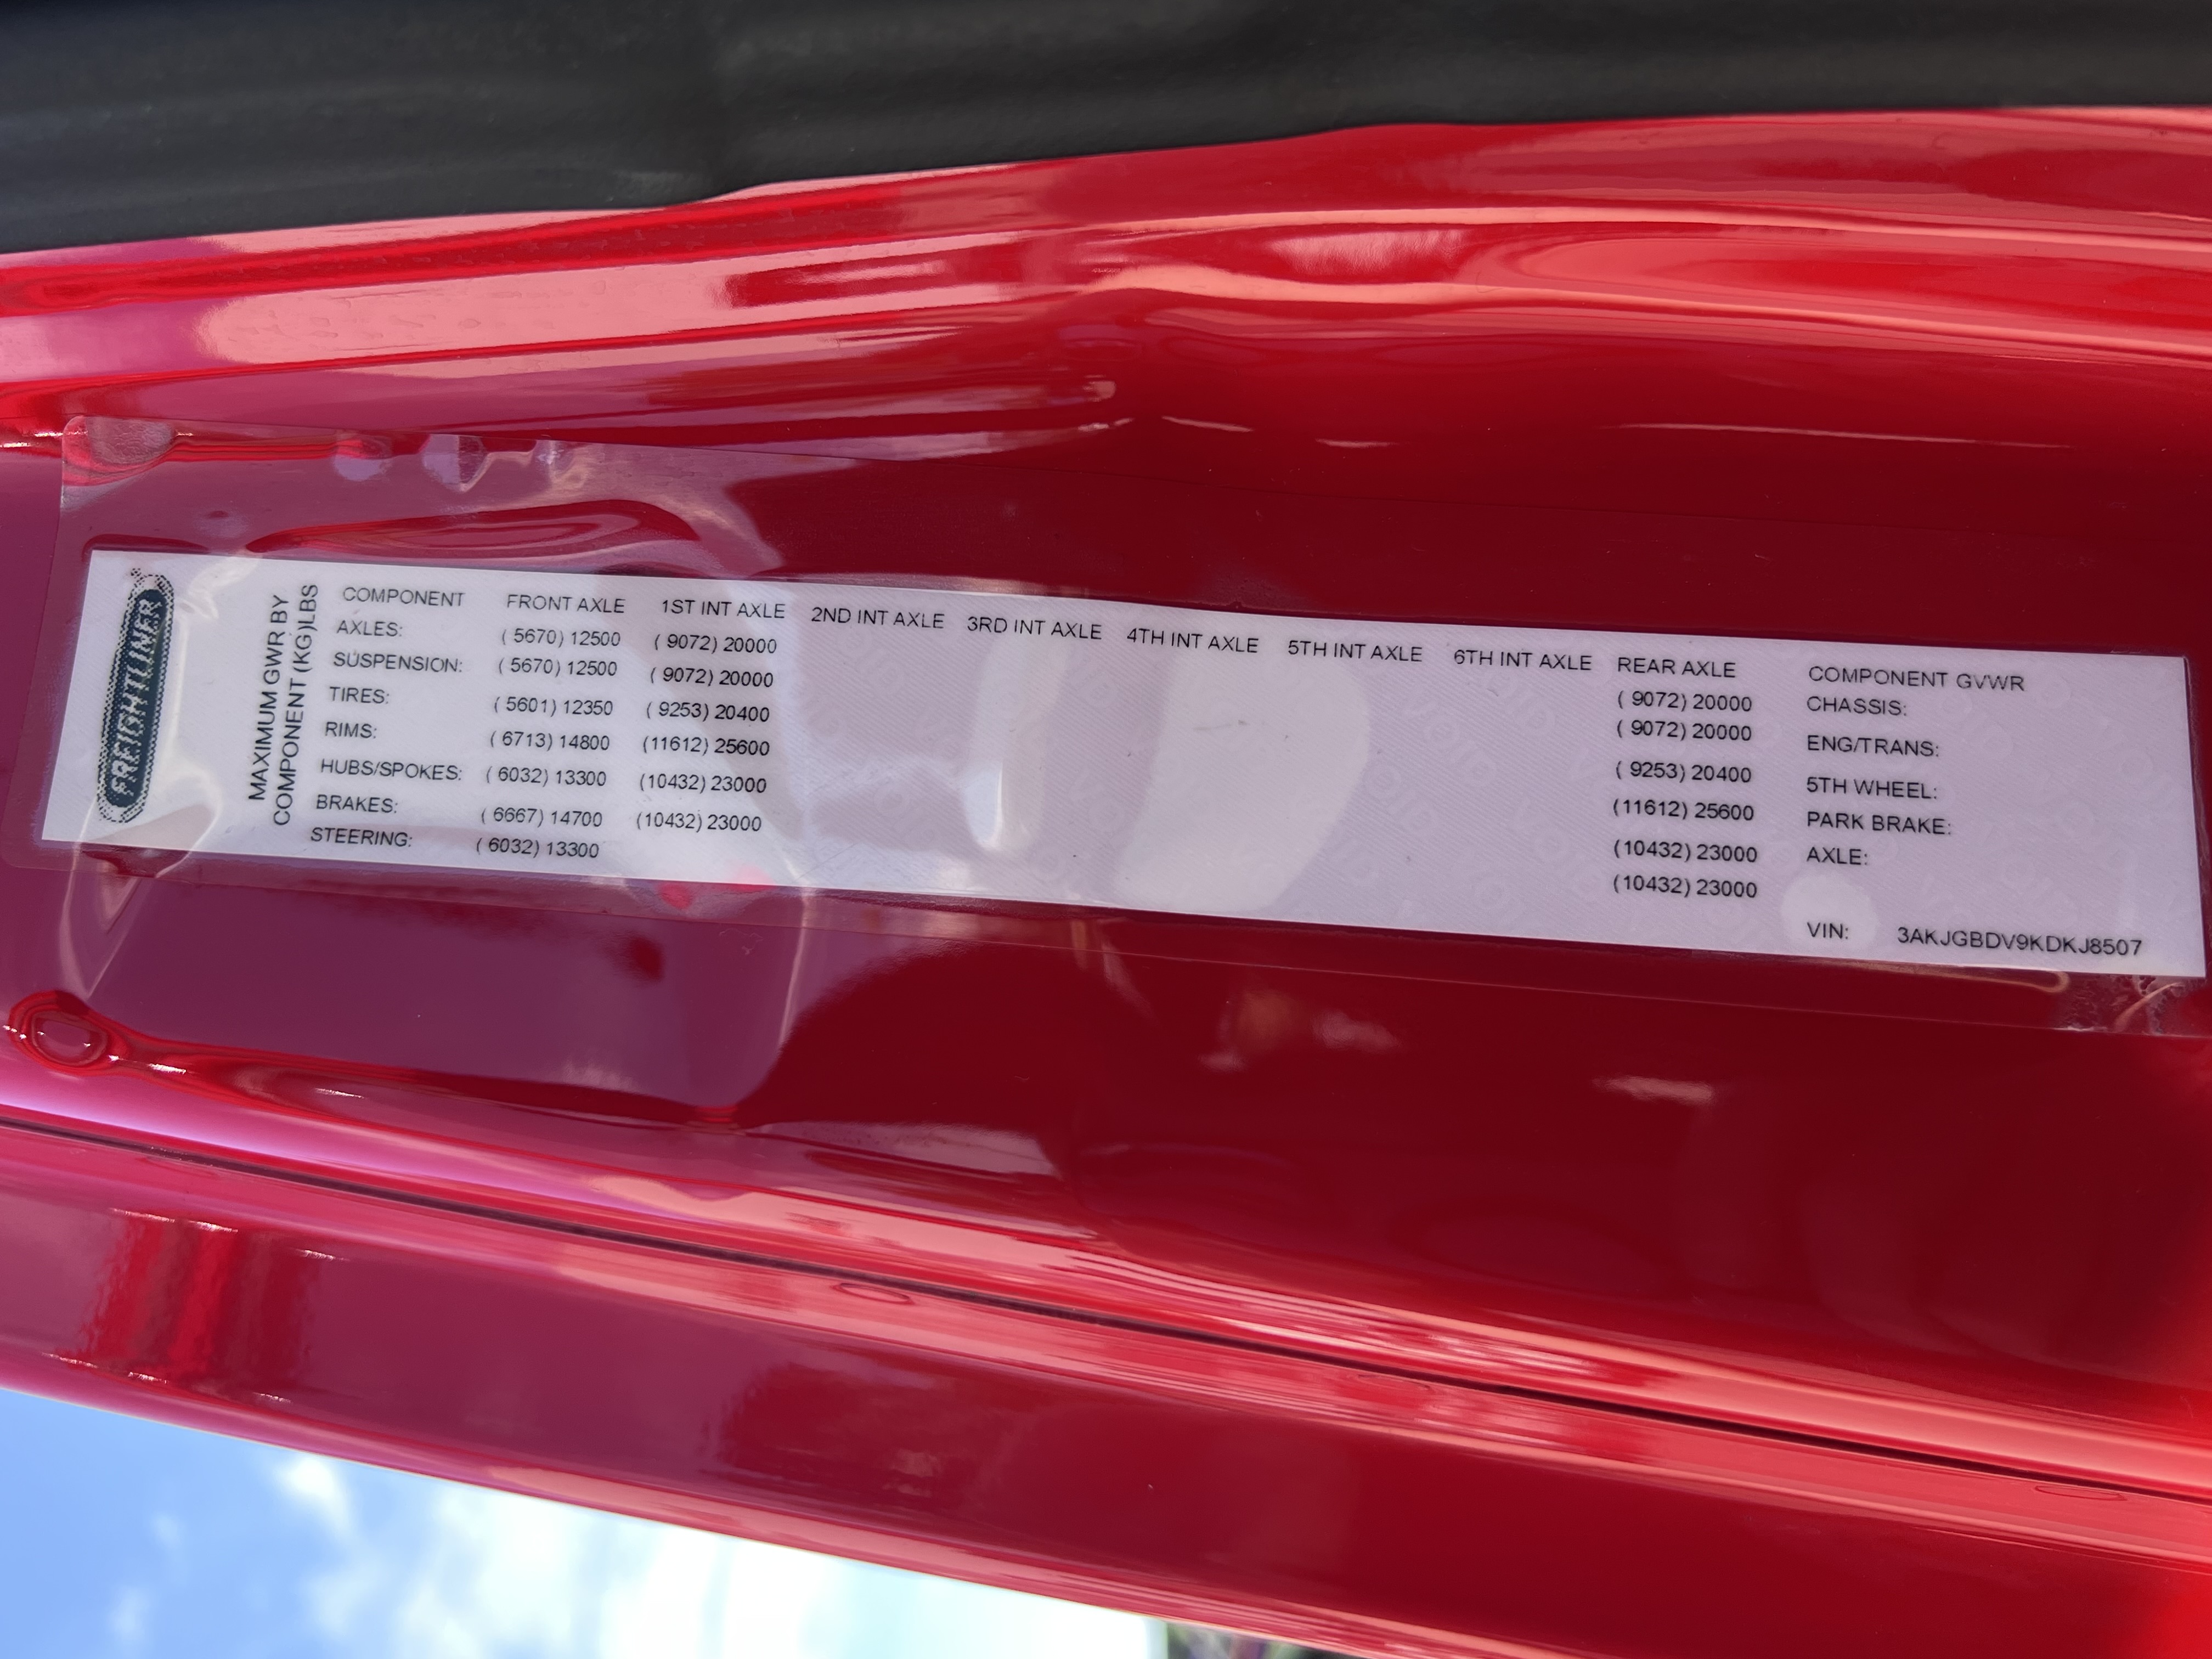 FREIGHTLINER
MAXIMUM GWR BY
COMPONENT (KG)LBS
COMPONENT FRONT AXLE 1ST INT AXLE 2ND INT AXLE 3RD INT AXLE 4TH INT AXLE 5TH INT AXLE 6TH INT AXLE REAR AXLE COMPONENT GVWR
AXLES: ( 5670) 12500 ( 9072) 20000 ( 9072) 20000 CHASSIS:
SUSPENSION: ( 5670) 12500 ( 9072) 20000 ( 9072) 20000 ENG/TRANS:
TIRES: ( 5601) 12350 ( 9253) 20400 ( 9253) 20400 5TH WHEEL:
RIMS: ( 6713) 14800 (11612) 25600 (11612) 25600 PARK BRAKE:
HUBS/SPOKES: ( 6032) 13300 (10432) 23000 (10432) 23000 AXLE:
BRAKES: ( 6667) 14700 (10432) 23000 (10432) 23000
STEERING: ( 6032) 13300
VIN: 3AKJGBDV9KDKJ8507